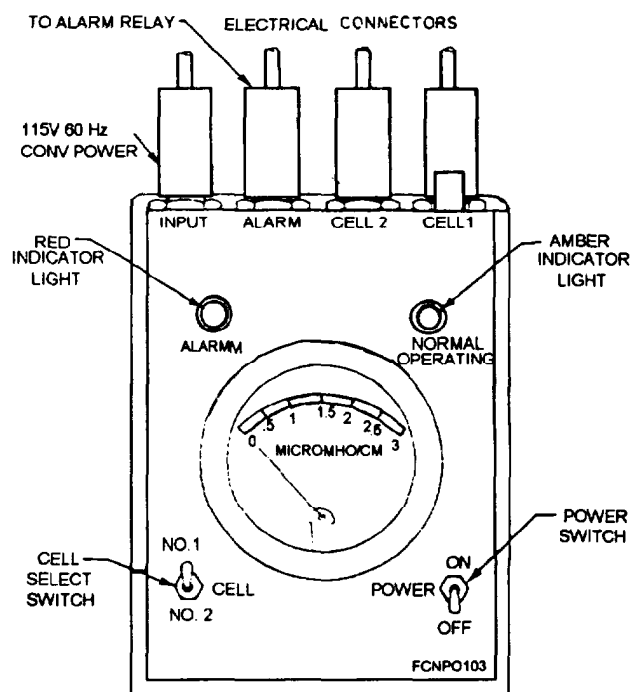 TO ALARM RELAY
ELECTRICAL CONNECTORS
115V 60 Hz
CONV POWER
INPUT
ALARM
CELL 2
CELL1
RED
INDICATOR
LIGHT
AMBER
INDICATOR
LIGHT
ALARMM
NORMAL
OPERATING
0
.5
1
1.5
2
2.6
3
MICROMHO/CM
CELL
SELECT
SWITCH
NO.1
CELL
NO. 2
POWER
SWITCH
ON
POWER
OFF
FCNPO103